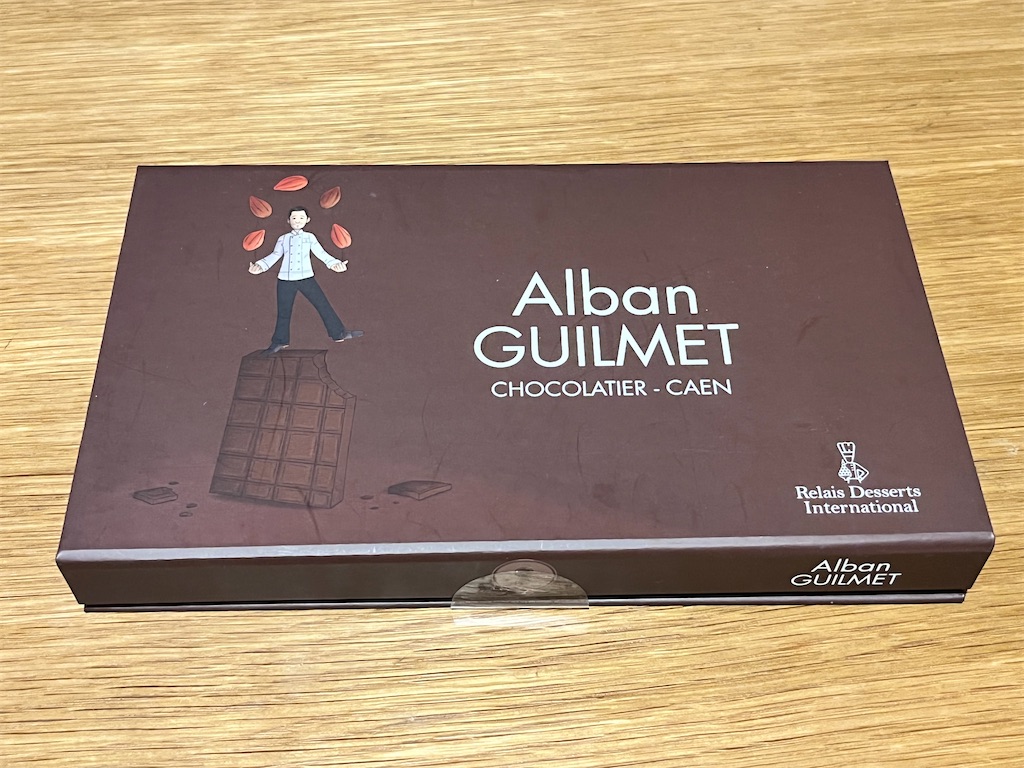 Alban
GUILMET
CHOCOLATIER - CAEN
Relais Desserts
International
Alban
GUILMET